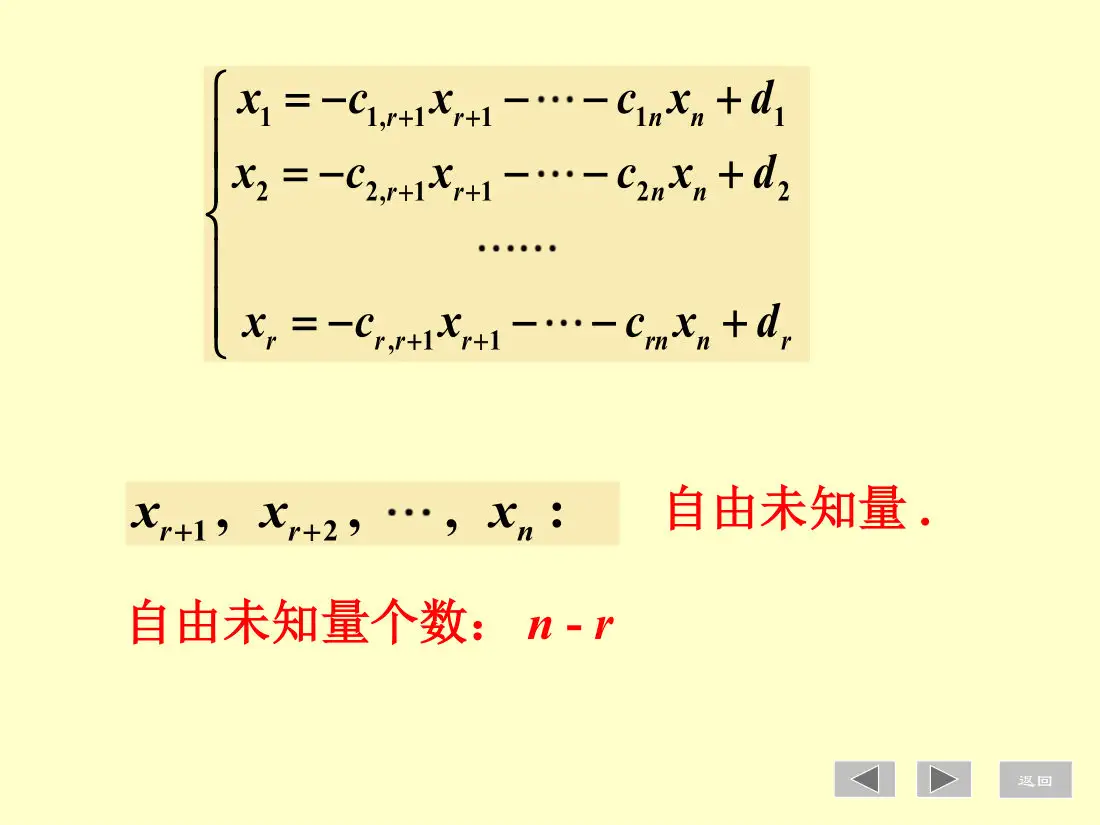 x₁ = −c₁,ᵣ₊₁xᵣ₊₁ − ⋯ − c₁ₙxₙ + d₁
x₂ = −c₂,ᵣ₊₁xᵣ₊₁ − ⋯ − c₂ₙxₙ + d₂
⋯⋯
xᵣ = −cᵣ,ᵣ₊₁xᵣ₊₁ − ⋯ − cᵣₙxₙ + dᵣ
xᵣ₊₁, xᵣ₊₂, ⋯, xₙ: 自由未知量.
自由未知量个数： n - r
返回